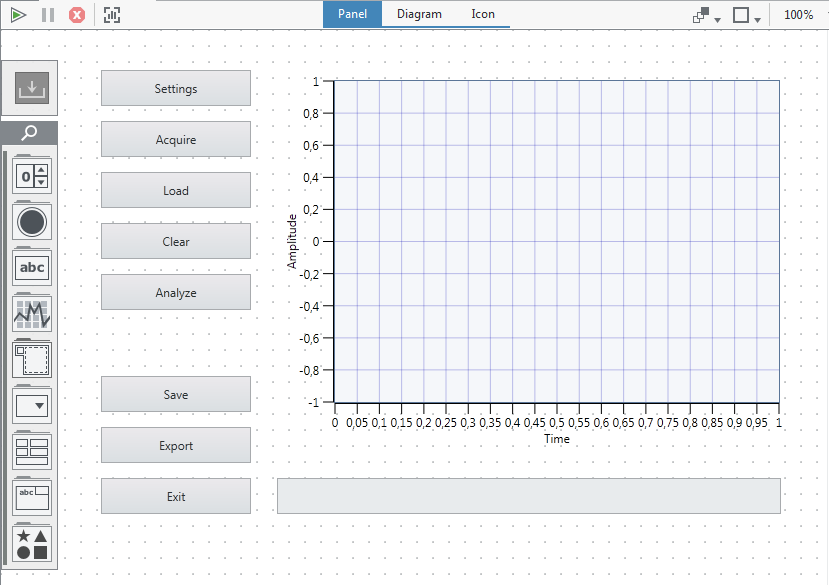 Panel Diagram Icon 100%
Settings
Acquire
Load
Clear
Analyze
Save
Export
Exit
0
abc
abc
Amplitude
1
0,8
0,6
0,4
0,2
0
-0,2
-0,4
-0,6
-0,8
-1
0 0,05 0,1 0,15 0,2 0,25 0,3 0,35 0,4 0,45 0,5 0,55 0,6 0,65 0,7 0,75 0,8 0,85 0,9 0,95 1
Time